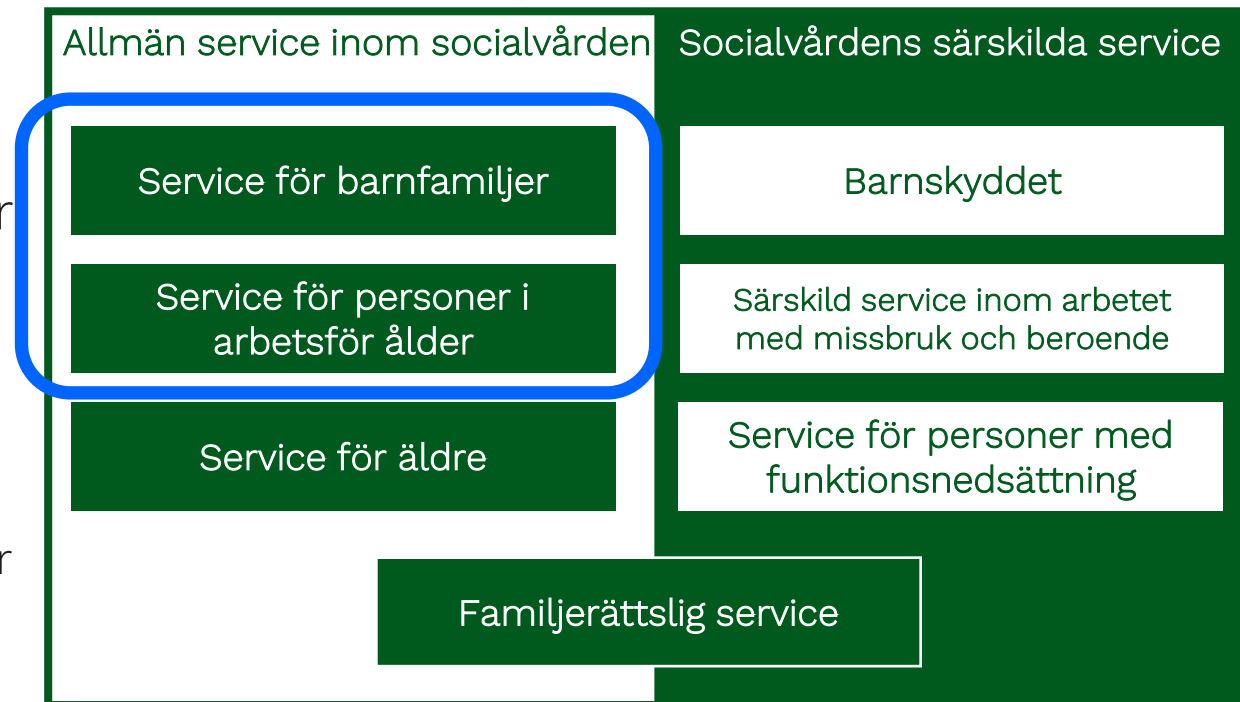 Allmän service inom socialvården
Socialvårdens särskilda service
Service för barnfamiljer
Barnskyddet
r
Service för personer i
arbetsför ålder
Särskild service inom arbetet
med missbruk och beroende
Service för äldre
Service för personer med
funktionsnedsättning
r
Familjerättslig service